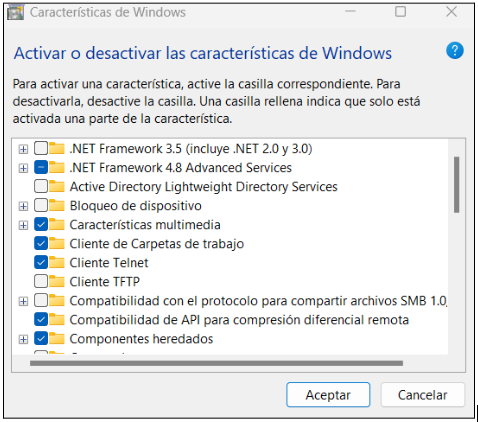 Características de Windows
Activar o desactivar las características de Windows
Para activar una característica, active la casilla correspondiente. Para
desactivarla, desactive la casilla. Una casilla rellena indica que solo está
activada una parte de la característica.
.NET Framework 3.5 (incluye .NET 2.0 y 3.0)
.NET Framework 4.8 Advanced Services
Active Directory Lightweight Directory Services
Bloqueo de dispositivo
Características multimedia
Cliente de Carpetas de trabajo
Cliente Telnet
Cliente TFTP
Compatibilidad con el protocolo para compartir archivos SMB 1.0,
Compatibilidad de API para compresión diferencial remota
Componentes heredados
Aceptar
Cancelar